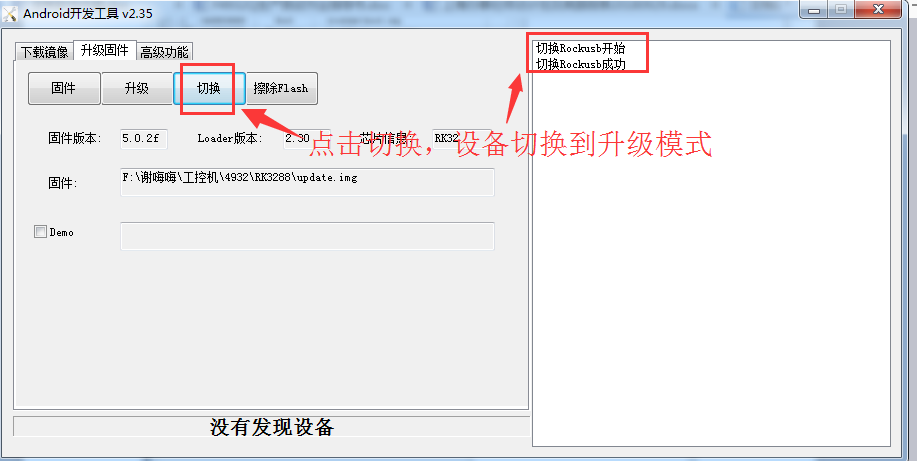 Android开发工具 v2.35
下载镜像 升级固件 高级功能
固件 升级 切换 擦除Flash
固件版本: 5.0.2f Loader版本: 2.30 芯片信息 RK32
点击切换，设备切换到升级模式
固件: F:\谢嗨嗨\工控机\4932\RK3288\update.img
Demo
没有发现设备
切换Rockusb开始
切换Rockusb成功